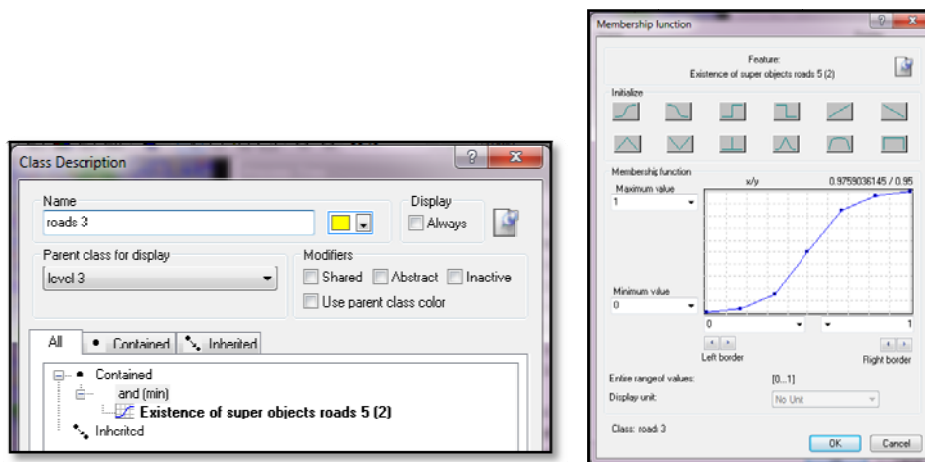 Class Description
Name
Display
roads 3
Always
Parent class for display
Modifiers
level 3
Shared
Abstract
Inactive
Use parent class color
All
Contained
Inherited
Contained
and (min)
Existence of super objects roads 5 (2)
Inherited
Membership function
Feature:
Existence of super objects roads 5 (2)
Initialize
Membership function
Maximum value
x/y
0.9759036145 / 0.95
1
Minimum value
0
0
1
Left border
Right border
Entire range of values:
[0...1]
Display unit:
No Unit
Class: roads 3
OK
Cancel